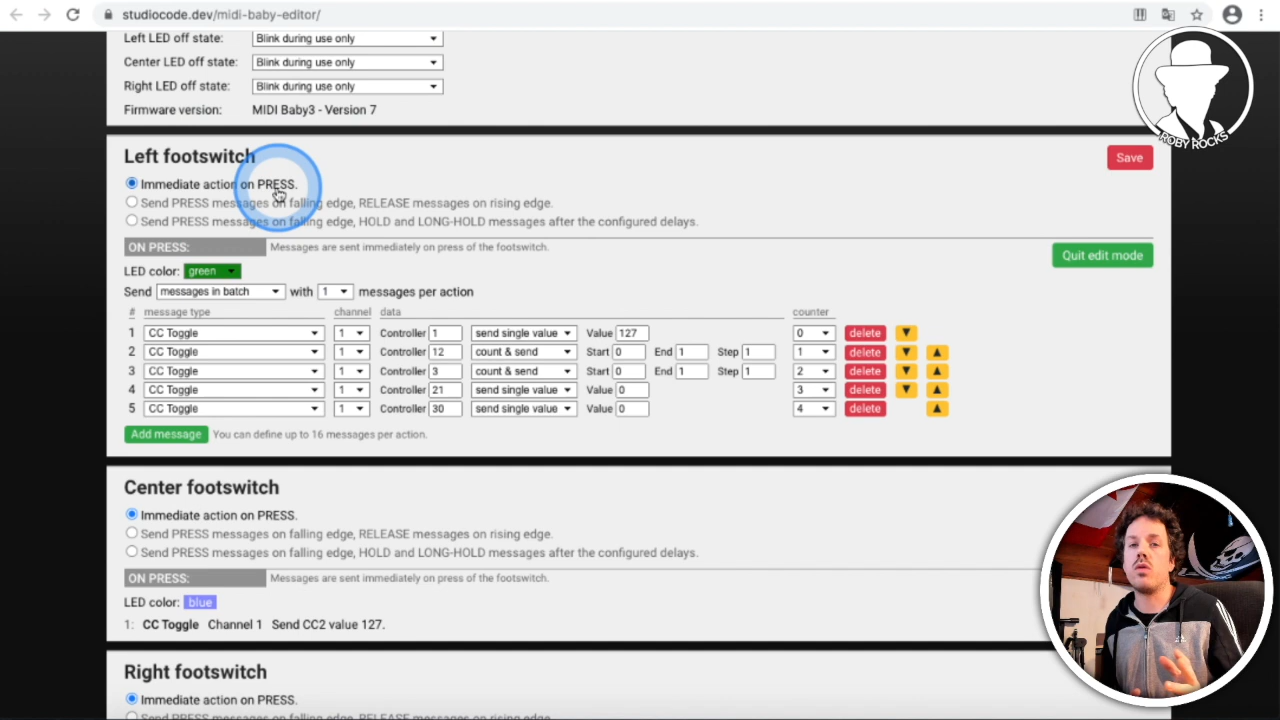 studiocode.dev/midi-baby-editor/
Left LED off state: Blink during use only
Center LED off state: Blink during use only
Right LED off state: Blink during use only
Firmware version: MIDI Baby3 - Version 7
ROBY ROCKS
Left footswitch
Save
Immediate action on PRESS.
Send PRESS messages on falling edge, RELEASE messages on rising edge.
Send PRESS messages on falling edge, HOLD and LONG-HOLD messages after the configured delays.
ON PRESS: Messages are sent immediately on press of the footswitch.
Quit edit mode
LED color: green
Send messages in batch with 1 messages per action
# message type channel data counter
1 CC Toggle 1 Controller 1 send single value Value 127 0 delete
2 CC Toggle 1 Controller 12 count & send Start 0 End 1 Step 1 1 delete
3 CC Toggle 1 Controller 3 count & send Start 0 End 1 Step 1 2 delete
4 CC Toggle 1 Controller 21 send single value Value 0 3 delete
5 CC Toggle 1 Controller 30 send single value Value 0 4 delete
Add message You can define up to 16 messages per action.
Center footswitch
Immediate action on PRESS.
Send PRESS messages on falling edge, RELEASE messages on rising edge.
Send PRESS messages on falling edge, HOLD and LONG-HOLD messages after the configured delays.
ON PRESS: Messages are sent immediately on press of the footswitch.
LED color: blue
1: CC Toggle Channel 1 Send CC2 value 127.
Right footswitch
Immediate action on PRESS.
Send PRESS messages on falling edge, RELEASE messages on rising edge.